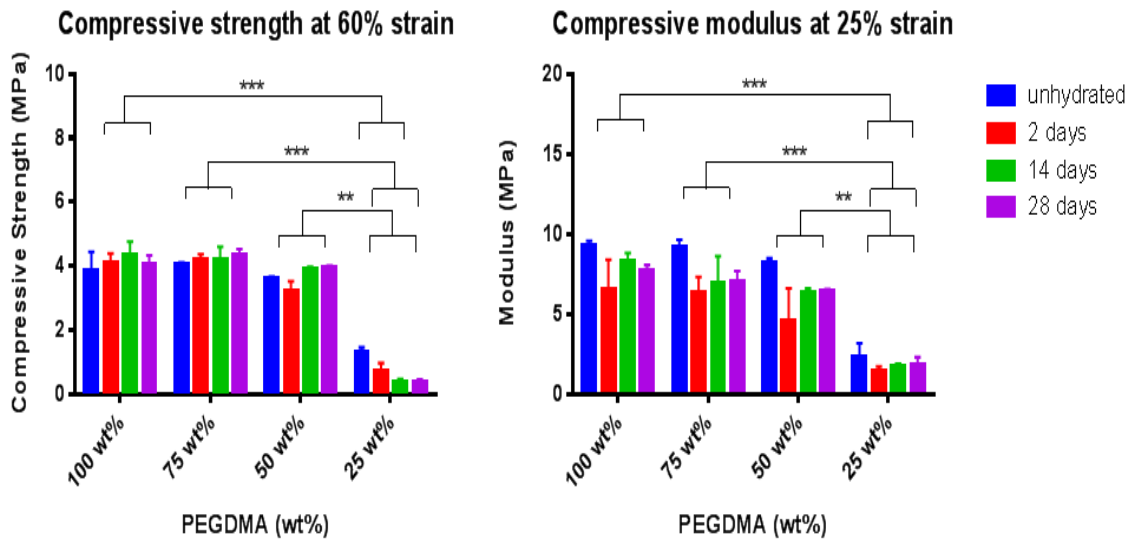 Compressive strength at 60% strain
Compressive Strength (MPa)
10
8
6
4
2
0
***
***
**
100 wt%
75 wt%
50 wt%
25 wt%
PEGDMA (wt%)
Compressive modulus at 25% strain
Modulus (MPa)
20
15
10
5
0
***
***
**
100 wt%
75 wt%
50 wt%
25 wt%
PEGDMA (wt%)
unhydrated
2 days
14 days
28 days